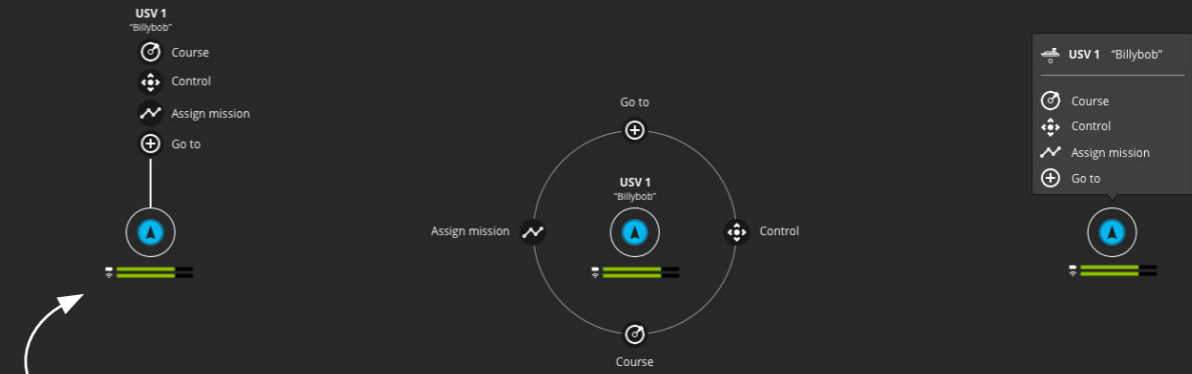 USV 1
"Billybob"
Course
Control
Assign mission
Go to
Go to
USV 1
"Billybob"
Assign mission
Control
Course
USV 1 "Billybob"
Course
Control
Assign mission
Go to